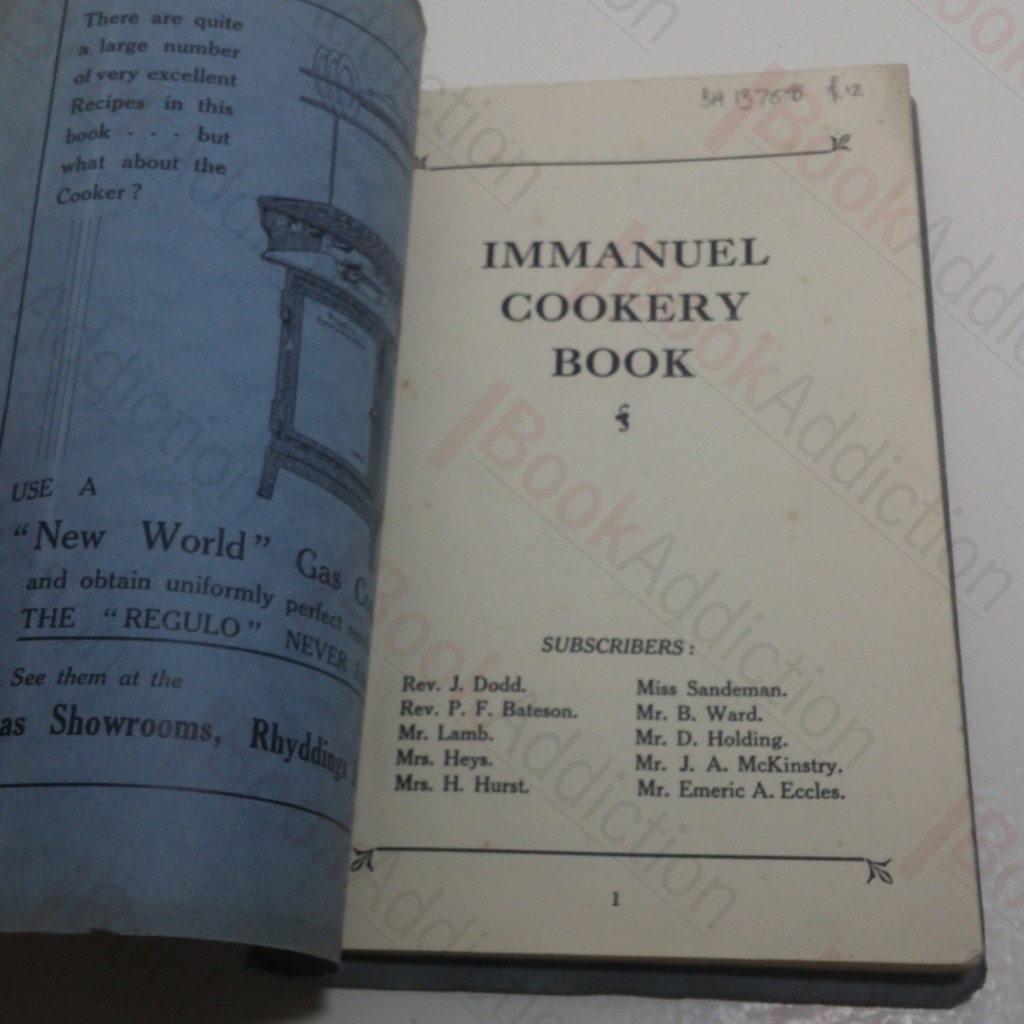 There are quite
a large number
of very excellent
Recipes in this
book - - - but
what about the
Cooker ?
USE A
"New World" Gas
and obtain uniformly perfect
THE "REGULO" NEVER
See them at the
Showrooms, Rhyddings
£12
IMMANUEL
COOKERY
BOOK
SUBSCRIBERS :
Rev. J. Dodd.
Rev. P. F. Bateson.
Mr. Lamb.
Mrs. Heys.
Mrs. H. Hurst.
Miss Sandeman.
Mr. B. Ward.
Mr. D. Holding.
Mr. J. A. McKinstry.
Mr. Emeric A. Eccles.
1
BookAddiction